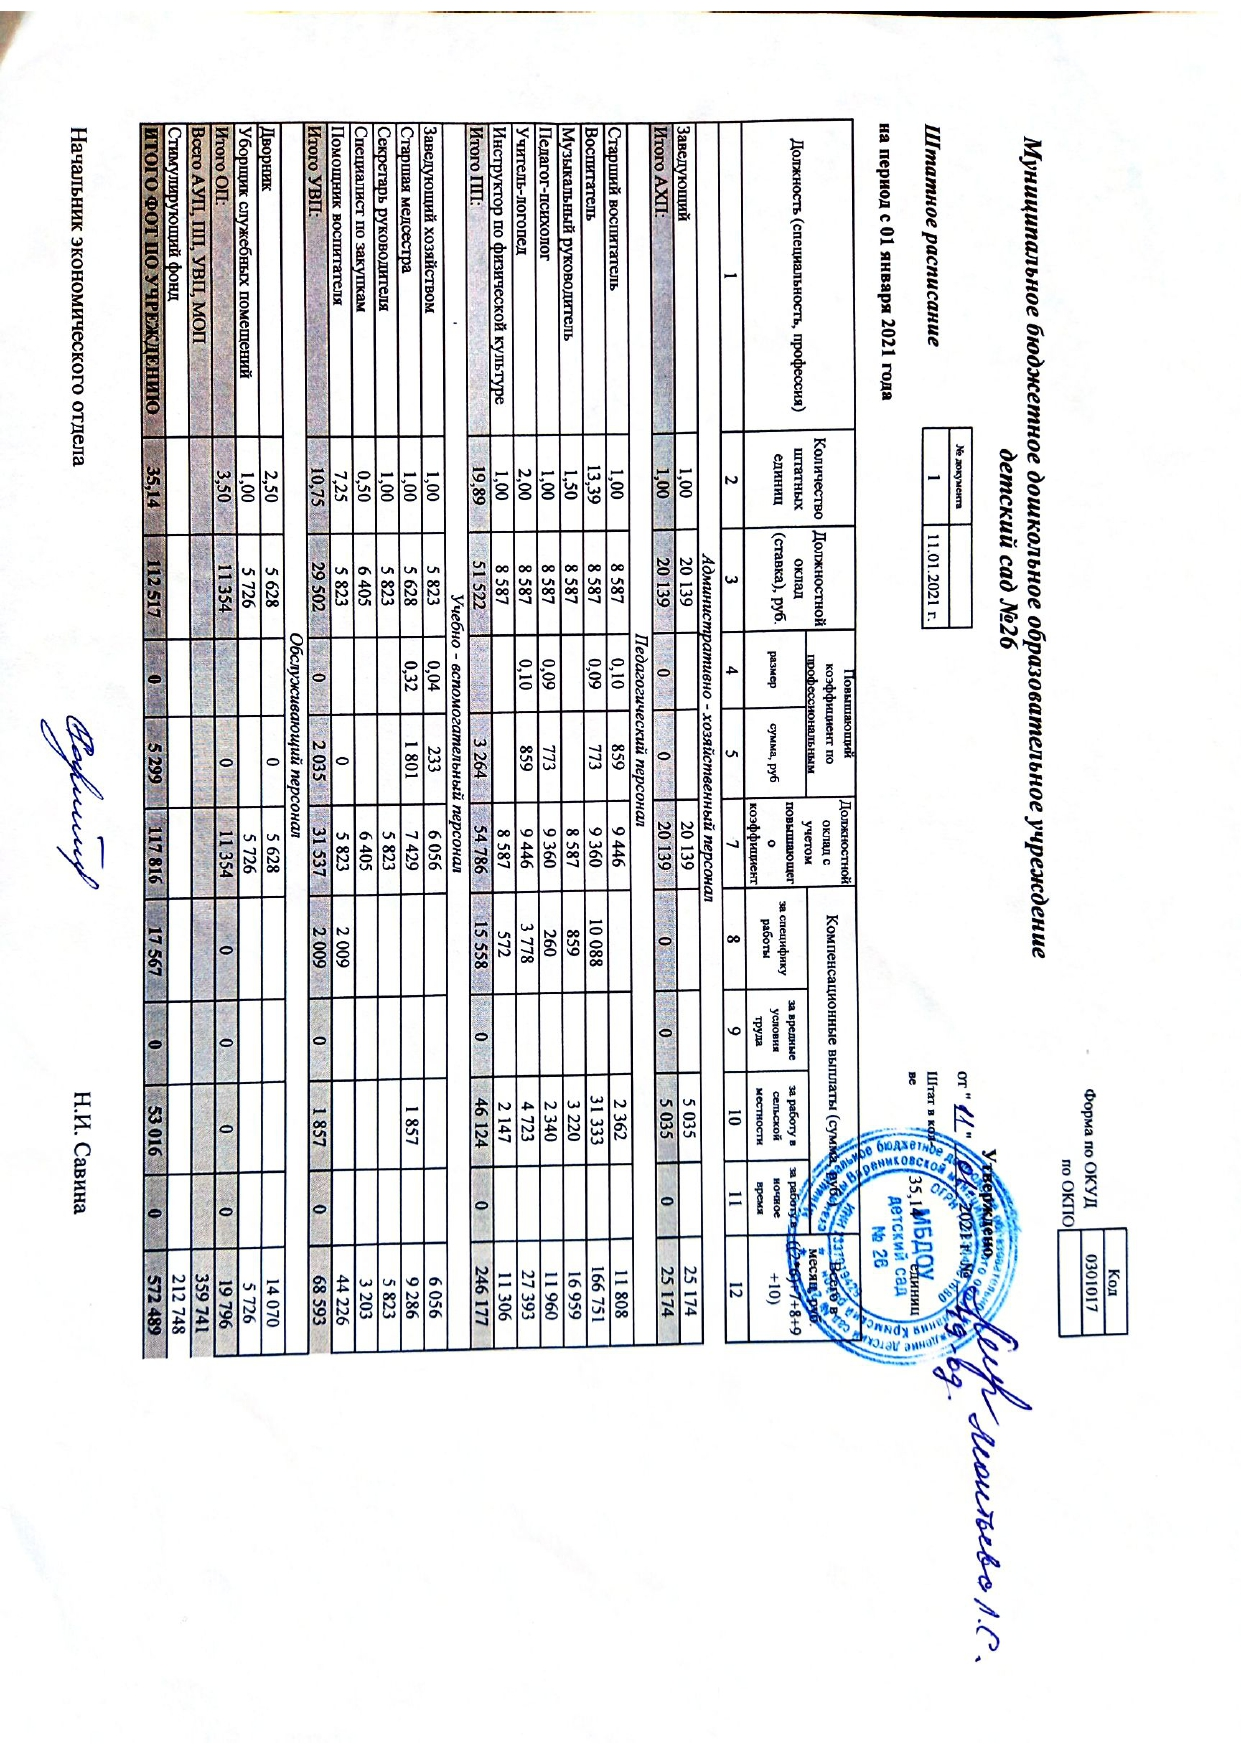 Муниципальное бюджетное дошкольное образовательное учреждение
детский сад №26
Форма по ОКУД
по ОКПО
Код
0301017
Штатное расписание
№ документа
1 11.01.2021 г.
на период с 01 января 2021 года
Утверждено
от "11" 01 2021 г. №
Штат в кол-ве 35,14 единиц
МБДОУ
детский сад
№ 26
Должность (специальность, профессия)
Количество штатных единиц
Должностной оклад (ставка), руб.
Повышающий коэффициент по профессиональным
размер
сумма, руб
Должностной оклад с учетом повышающег о коэффициент
Компенсационные выплаты (сумма, руб.)
за специфику работы
за вредные условия труда
за работу в сельской местности
за работу в ночное время
Всего в месяц, руб.
1 2 3 4 5 7 8 9 10 11 12
Административно - хозяйственный персонал
Заведующий 1,00 20 139 20 139 5 035 25 174
Итого АХП: 1,00 20 139 0 0 20 139 0 0 5 035 0 25 174
Педагогический персонал
Старший воспитатель 1,00 8 587 0,10 859 9 446 2 362 11 808
Воспитатель 13,39 8 587 0,09 773 9 360 10 088 31 333 166 751
Музыкальный руководитель 1,50 8 587 8 587 859 3 220 16 959
Педагог-психолог 1,00 8 587 0,09 773 9 360 260 2 340 11 960
Учитель-логопед 2,00 8 587 0,10 859 9 446 3 778 4 723 27 393
Инструктор по физической культуре 1,00 8 587 8 587 572 2 147 11 306
Итого ПП: 19,89 51 522 3 264 54 786 15 558 0 46 124 0 246 177
Учебно - вспомогательный персонал
Заведующий хозяйством 1,00 5 823 0,04 233 6 056 6 056
Старшая медсестра 1,00 5 628 0,32 1 801 7 429 1 857 9 286
Секретарь руководителя 1,00 5 823 5 823 5 823
Специалист по закупкам 0,50 6 405 6 405 3 203
Помощник воспитателя 7,25 5 823 0 5 823 2 009 44 226
Итого УВП: 10,75 29 502 0 2 035 31 537 2 009 0 1 857 0 68 593
Обслуживающий персонал
Дворник 2,50 5 628 0 5 628 14 070
Уборщик служебных помещений 1,00 5 726 5 726 5 726
Итого ОП: 3,50 11354 0 11 354 0 0 0 0 19 796
Всего АУП, ПП, УВП, МОП 359 741
Стимулирующий фонд 212 748
ИТОГО ФОТ ПО УЧРЕЖДЕНИЮ 35,14 112 517 0 5 299 117 816 17 567 0 53 016 0 572 489
Начальник экономического отдела Н.И. Савина